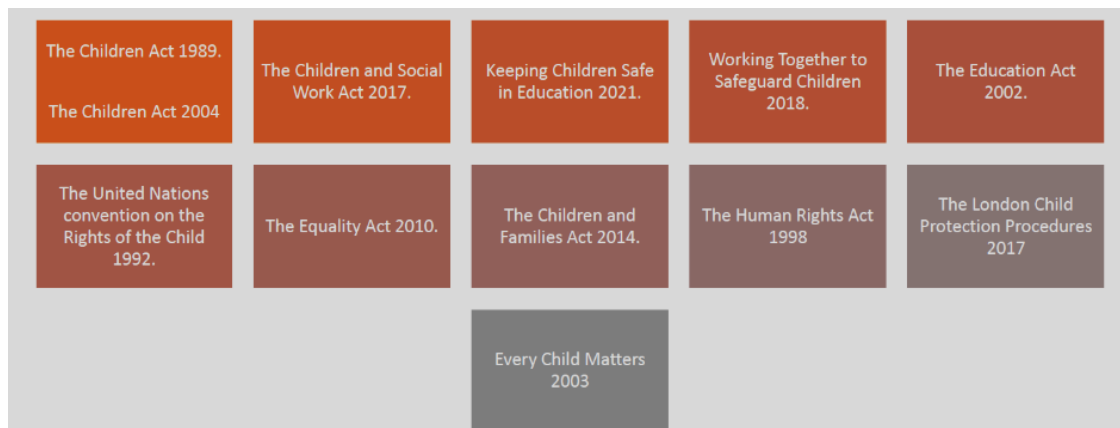 The Children Act 1989.
The Children Act 2004
The Children and Social
Work Act 2017.
Keeping Children Safe
in Education 2021.
Working Together to
Safeguard Children
2018.
The Education Act
2002.
The United Nations
convention on the
Rights of the Child
1992.
The Equality Act 2010.
The Children and
Families Act 2014.
The Human Rights Act
1998
The London Child
Protection Procedures
2017
Every Child Matters
2003